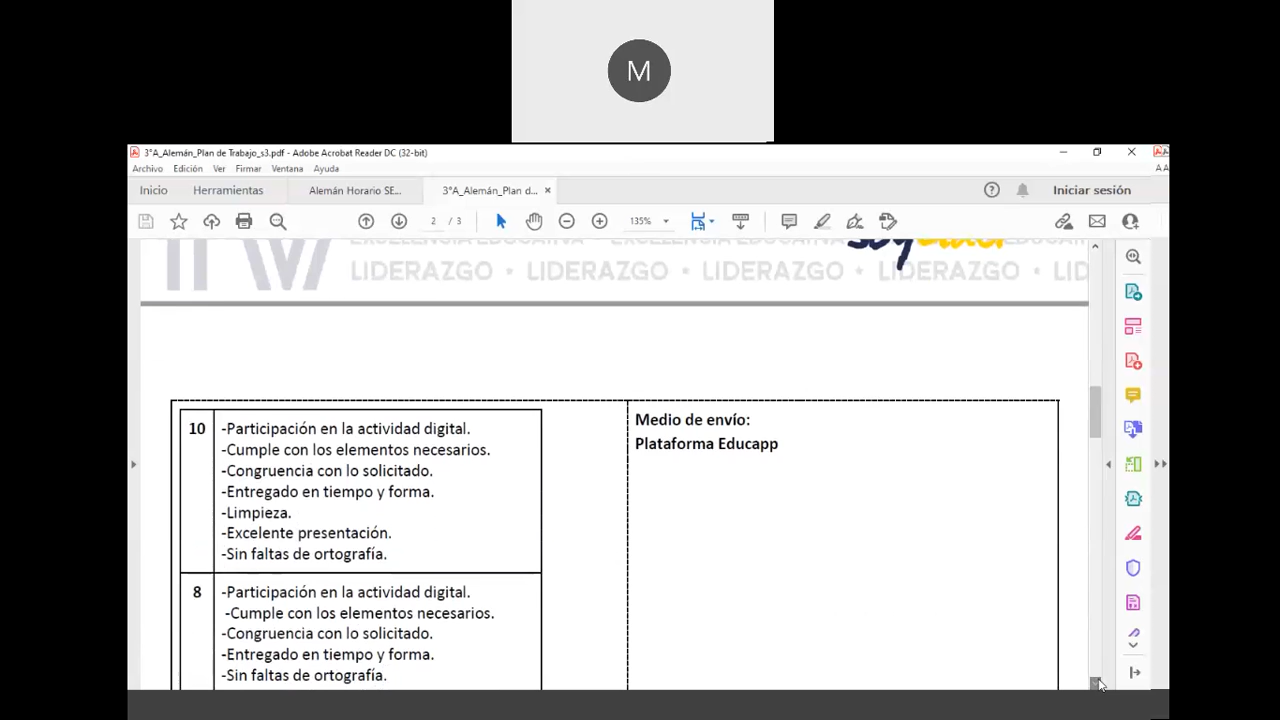 M
3°A_Alemán_Plan de Trabajo_s3.pdf - Adobe Acrobat Reader DC (32-bit)
Archivo Edición Ver Firmar Ventana Ayuda
Inicio Herramientas Alemán Horario SE... 3°A_Alemán_Plan d... × Iniciar sesión
2 / 3 135%
LIDERAZGO • LIDERAZGO • LIDERAZGO • LIDERAZGO • LID
10
-Participación en la actividad digital.
-Cumple con los elementos necesarios.
-Congruencia con lo solicitado.
-Entregado en tiempo y forma.
-Limpieza.
-Excelente presentación.
-Sin faltas de ortografía.
8
-Participación en la actividad digital.
-Cumple con los elementos necesarios.
-Congruencia con lo solicitado.
-Entregado en tiempo y forma.
-Sin faltas de ortografía.
Medio de envío:
Plataforma Educapp